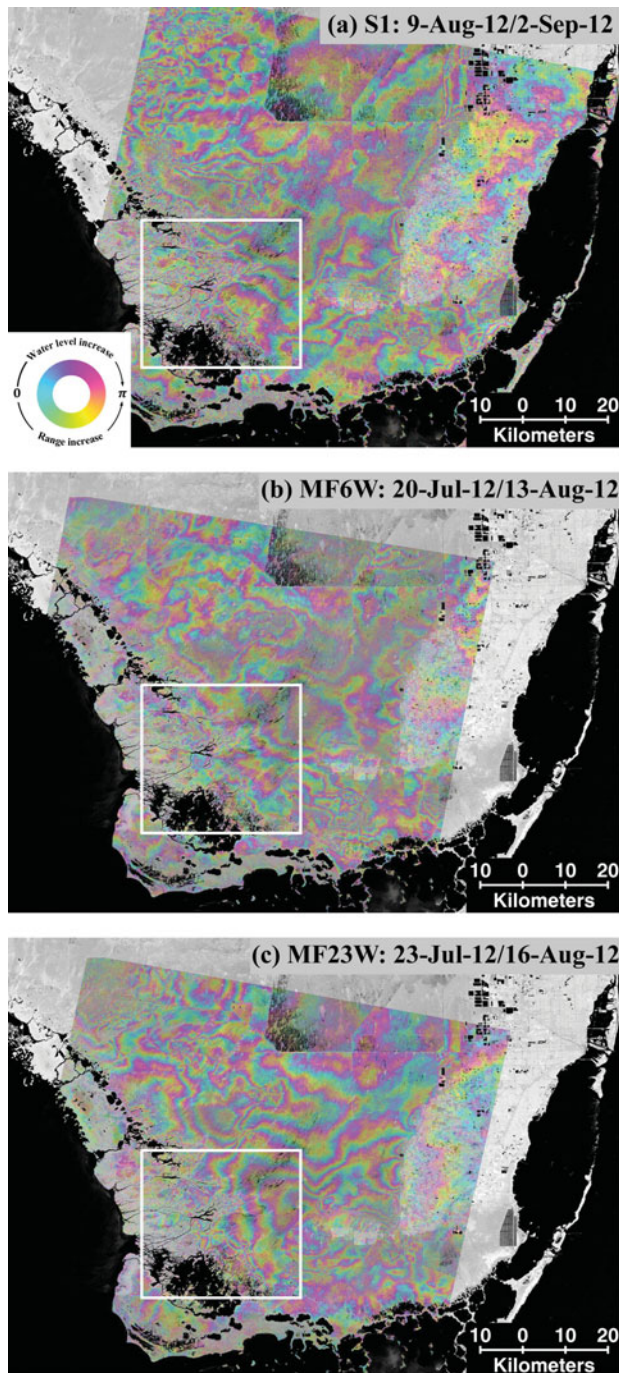 (a) S1: 9-Aug-12/2-Sep-12
Water level increase
0
π
Range increase
10 0 10 20
Kilometers
(b) MF6W: 20-Jul-12/13-Aug-12
10 0 10 20
Kilometers
(c) MF23W: 23-Jul-12/16-Aug-12
10 0 10 20
Kilometers